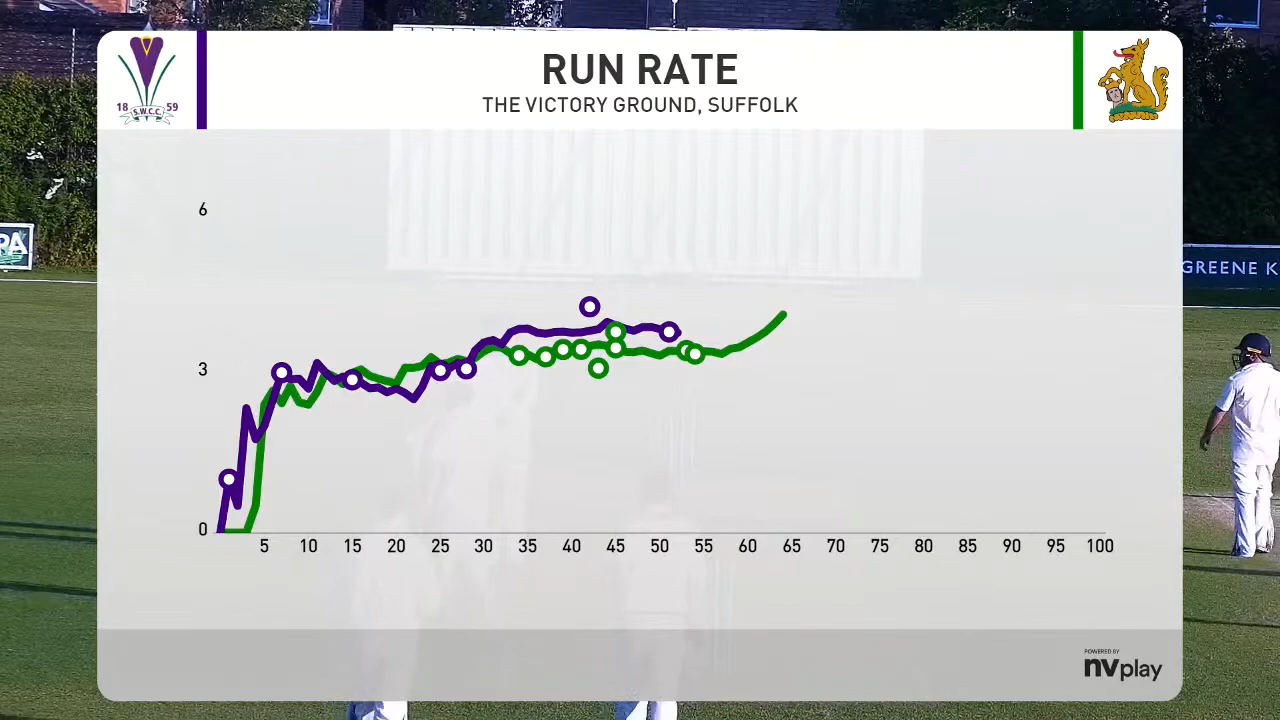 RUN RATE
THE VICTORY GROUND, SUFFOLK
18 59
S.W.C.C.
6
3
0
5 10 15 20 25 30 35 40 45 50 55 60 65 70 75 80 85 90 95 100
RA
GREENE K
POWERED BY
nvplay